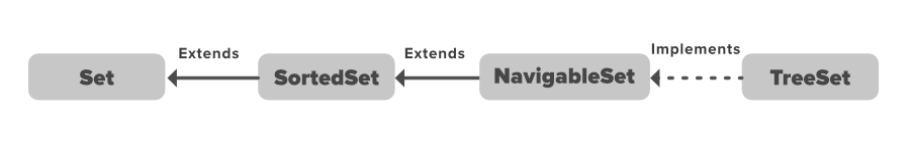 Extends
Extends
Implements
Set
SortedSet
NavigableSet
TreeSet